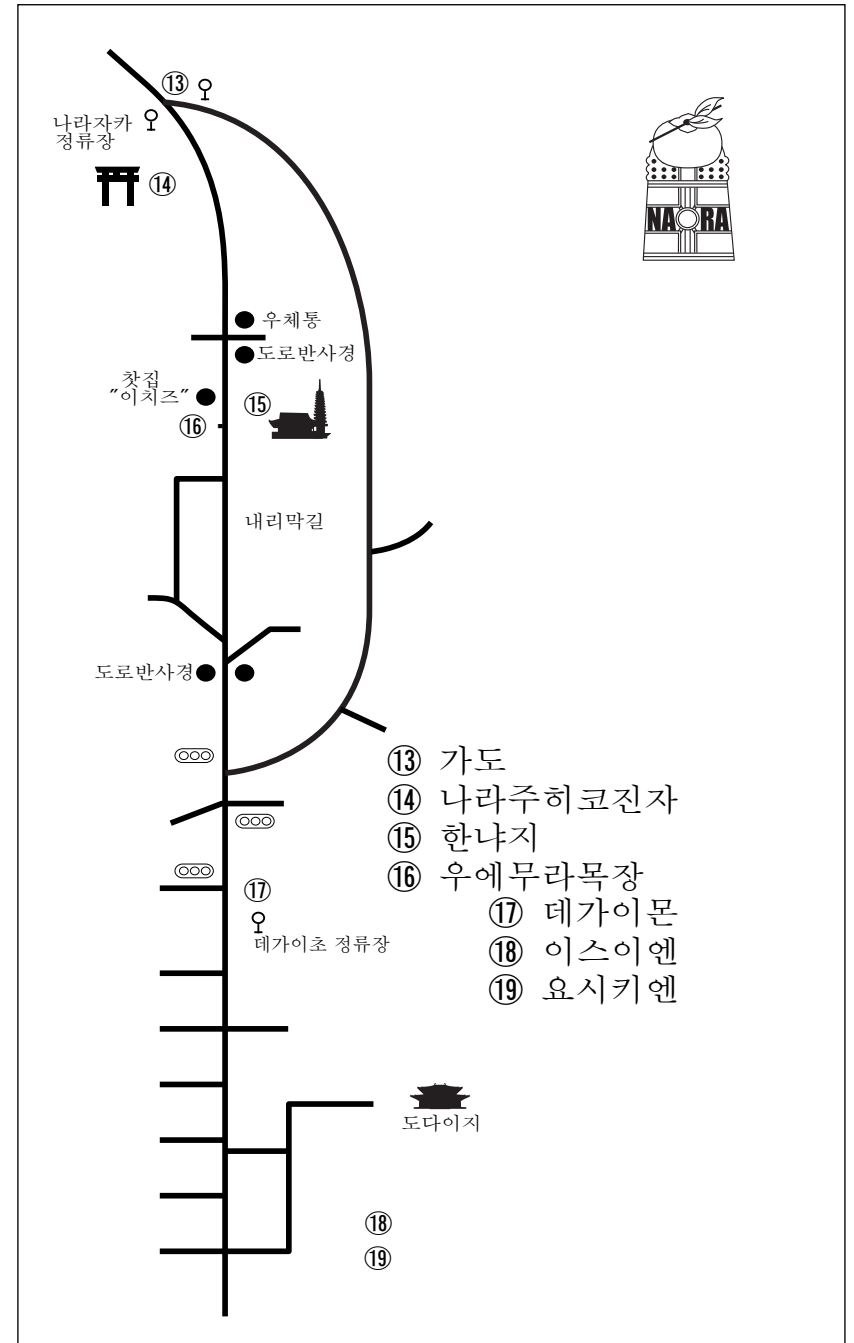 ⑬
나라자카
정류장
⑭
NA RA
우체통
도로반사경
찻집
"이치즈"
⑮
⑯
내리막길
도로반사경
⑬ 가도
⑭ 나라주히코진자
⑮ 한냐지
⑯ 우에무라목장
⑰ 데가이몬
⑱ 이스이엔
⑲ 요시키엔
⑰
데가이초 정류장
도다이지
⑱
⑲